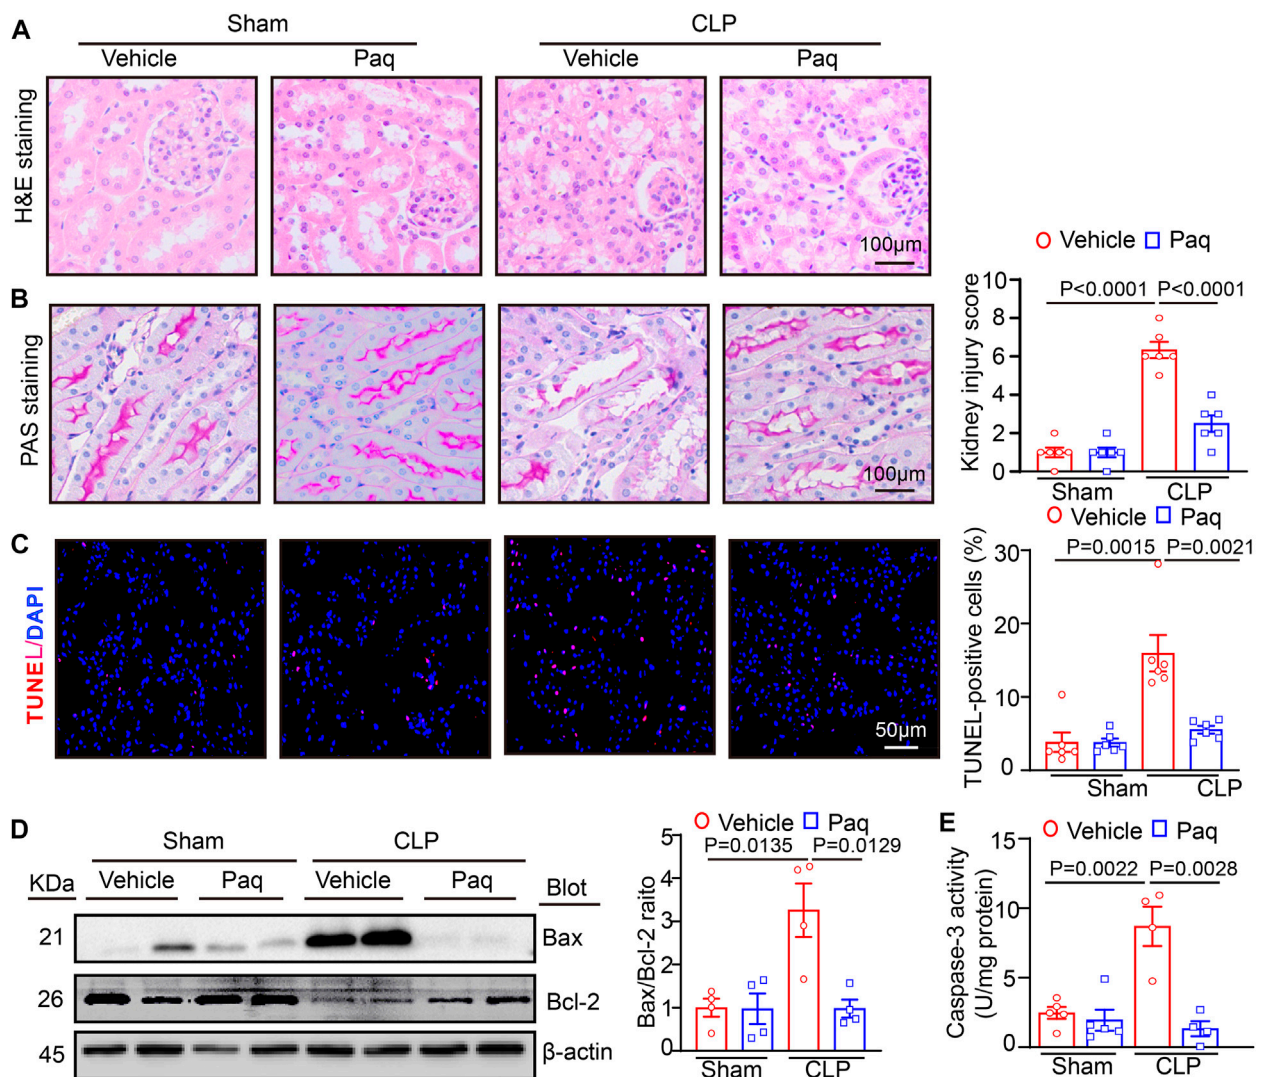 A
Sham
CLP
Vehicle
Paq
Vehicle
Paq
H&E staining
100μm
B
PAS staining
100μm
Vehicle Paq
Kidney injury score
10
8
6
4
2
0
P<0.0001
P<0.0001
Sham
CLP
C
TUNEL/DAPI
50μm
Vehicle Paq
TUNEL-positive cells (%)
30
20
10
0
P=0.0015
P=0.0021
Sham
CLP
D
Sham
CLP
KDa
Vehicle
Paq
Vehicle
Paq
Blot
21
Bax
26
Bcl-2
45
β-actin
Vehicle Paq
Bax/Bcl-2 raito
5
4
3
2
1
0
P=0.0135
P=0.0129
Sham
CLP
E
Vehicle Paq
Caspase-3 activity
(U/mg protein)
15
10
5
0
P=0.0022
P=0.0028
Sham
CLP